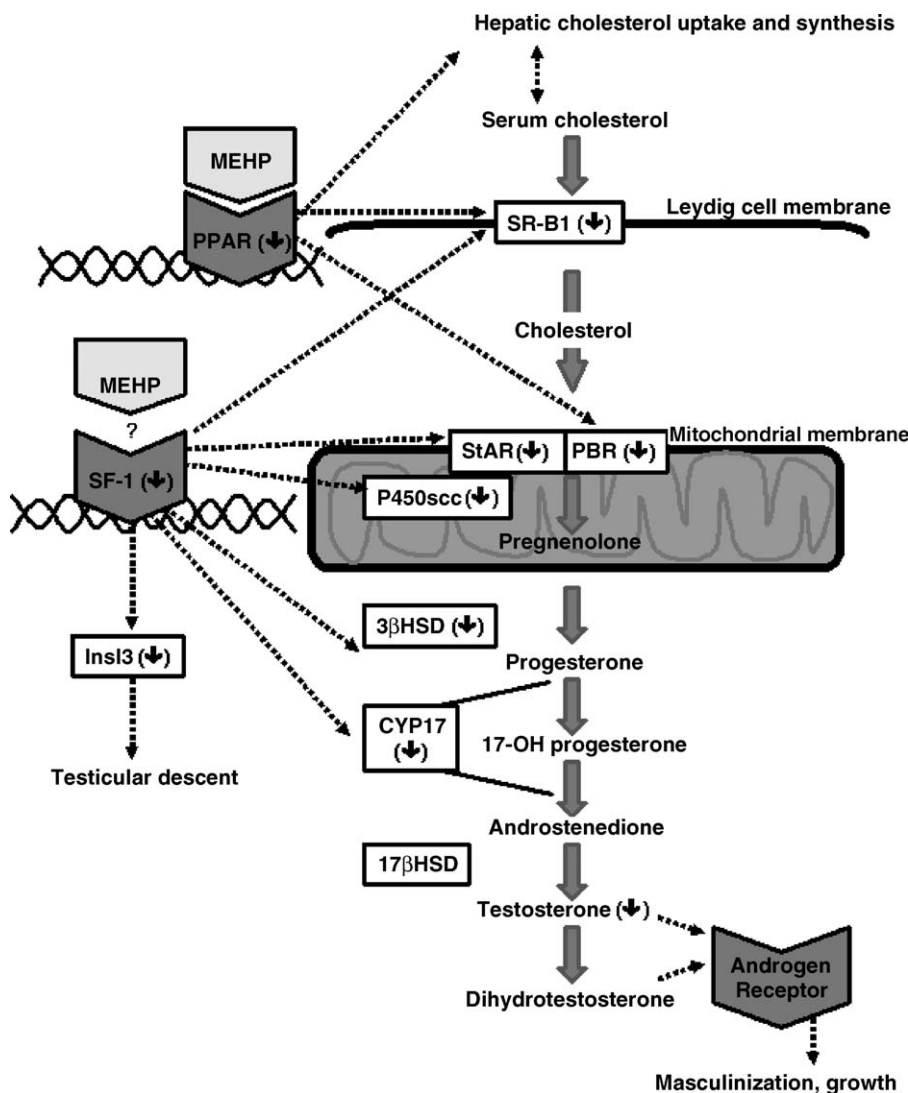 Hepatic cholesterol uptake and synthesis
Serum cholesterol
MEHP
PPAR (↓)
SR-B1 (↓)
Leydig cell membrane
Cholesterol
MEHP
?
SF-1 (↓)
StAR (↓)
PBR (↓)
Mitochondrial membrane
P450scc (↓)
Pregnenolone
3βHSD (↓)
Insl3 (↓)
Progesterone
CYP17
(↓)
17-OH progesterone
Testicular descent
Androstenedione
17βHSD
Testosterone (↓)
Androgen
Receptor
Dihydrotestosterone
Masculinization, growth